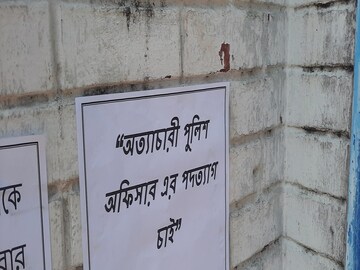 “অত্যাচারী পুলিশ
অফিসার এর পদত্যাগ
চাই”
কে
বার